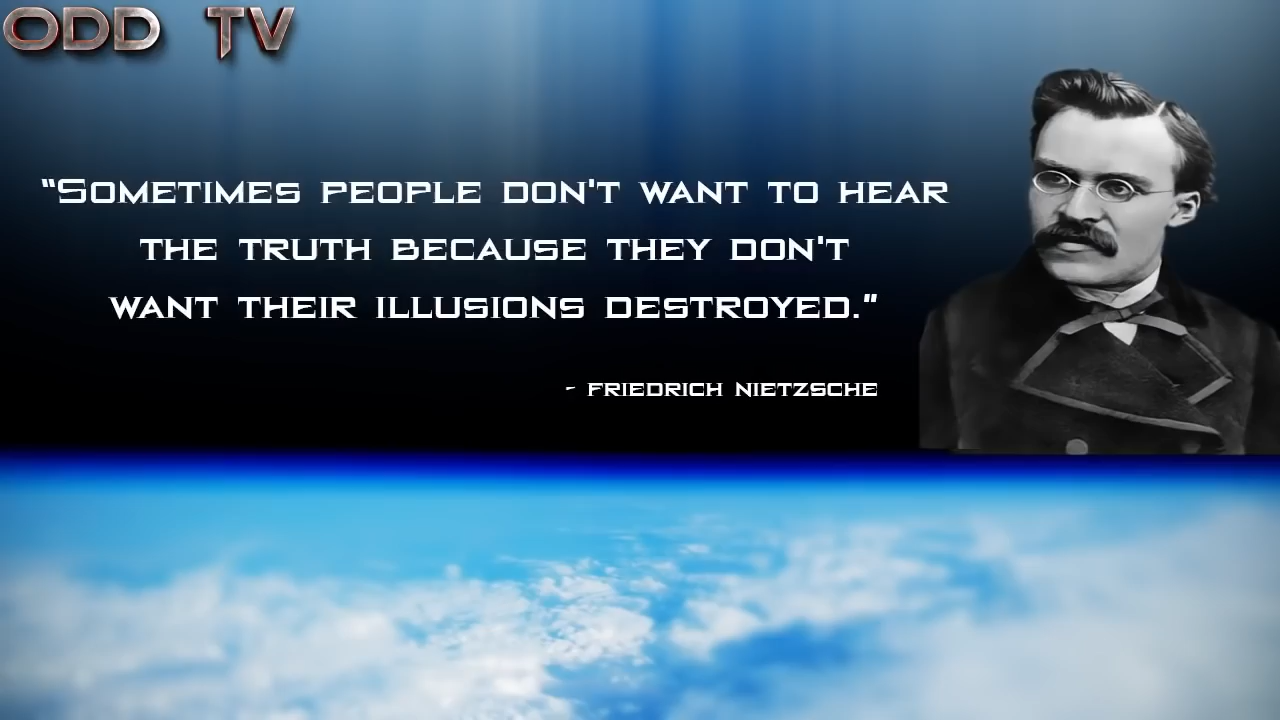 ODD TV
“Sometimes people don't want to hear
the truth because they don't
want their illusions destroyed.”
- Friedrich Nietzsche